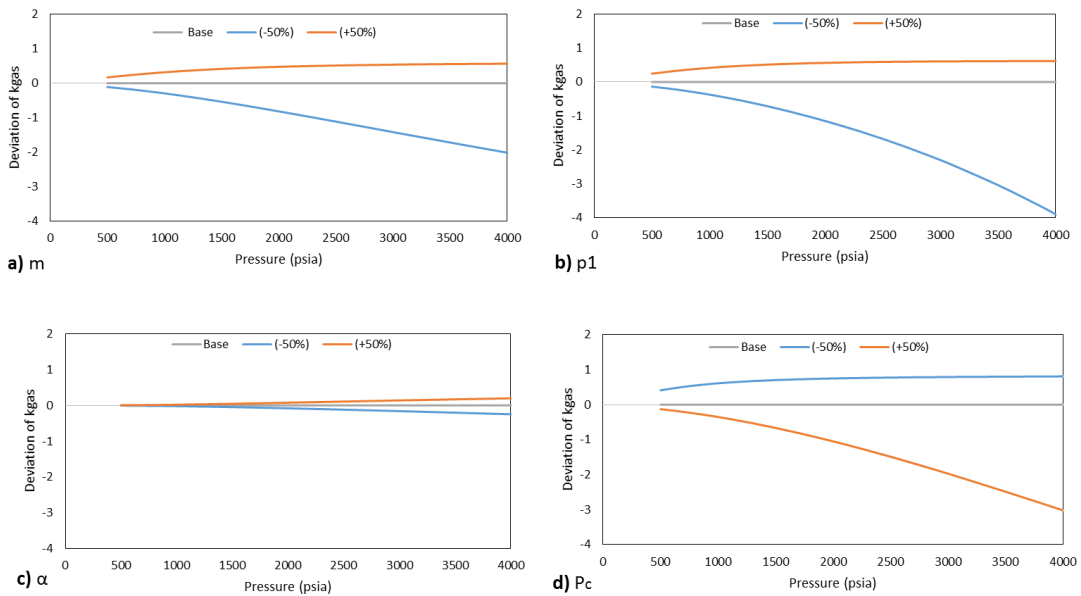 Base (-50%) (+50%)
2
1
0
-1
-2
-3
-4
Deviation of kgas
0 500 1000 1500 2000 2500 3000 3500 4000
Pressure (psia)
a) m
Base (-50%) (+50%)
2
1
0
-1
-2
-3
-4
Deviation of kgas
0 500 1000 1500 2000 2500 3000 3500 4000
Pressure (psia)
b) p1
Base (-50%) (+50%)
2
1
0
-1
-2
-3
-4
Deviation of kgas
0 500 1000 1500 2000 2500 3000 3500 4000
Pressure (psia)
c) α
Base (-50%) (+50%)
2
1
0
-1
-2
-3
-4
Deviation of kgas
0 500 1000 1500 2000 2500 3000 3500 4000
Pressure (psia)
d) Pc